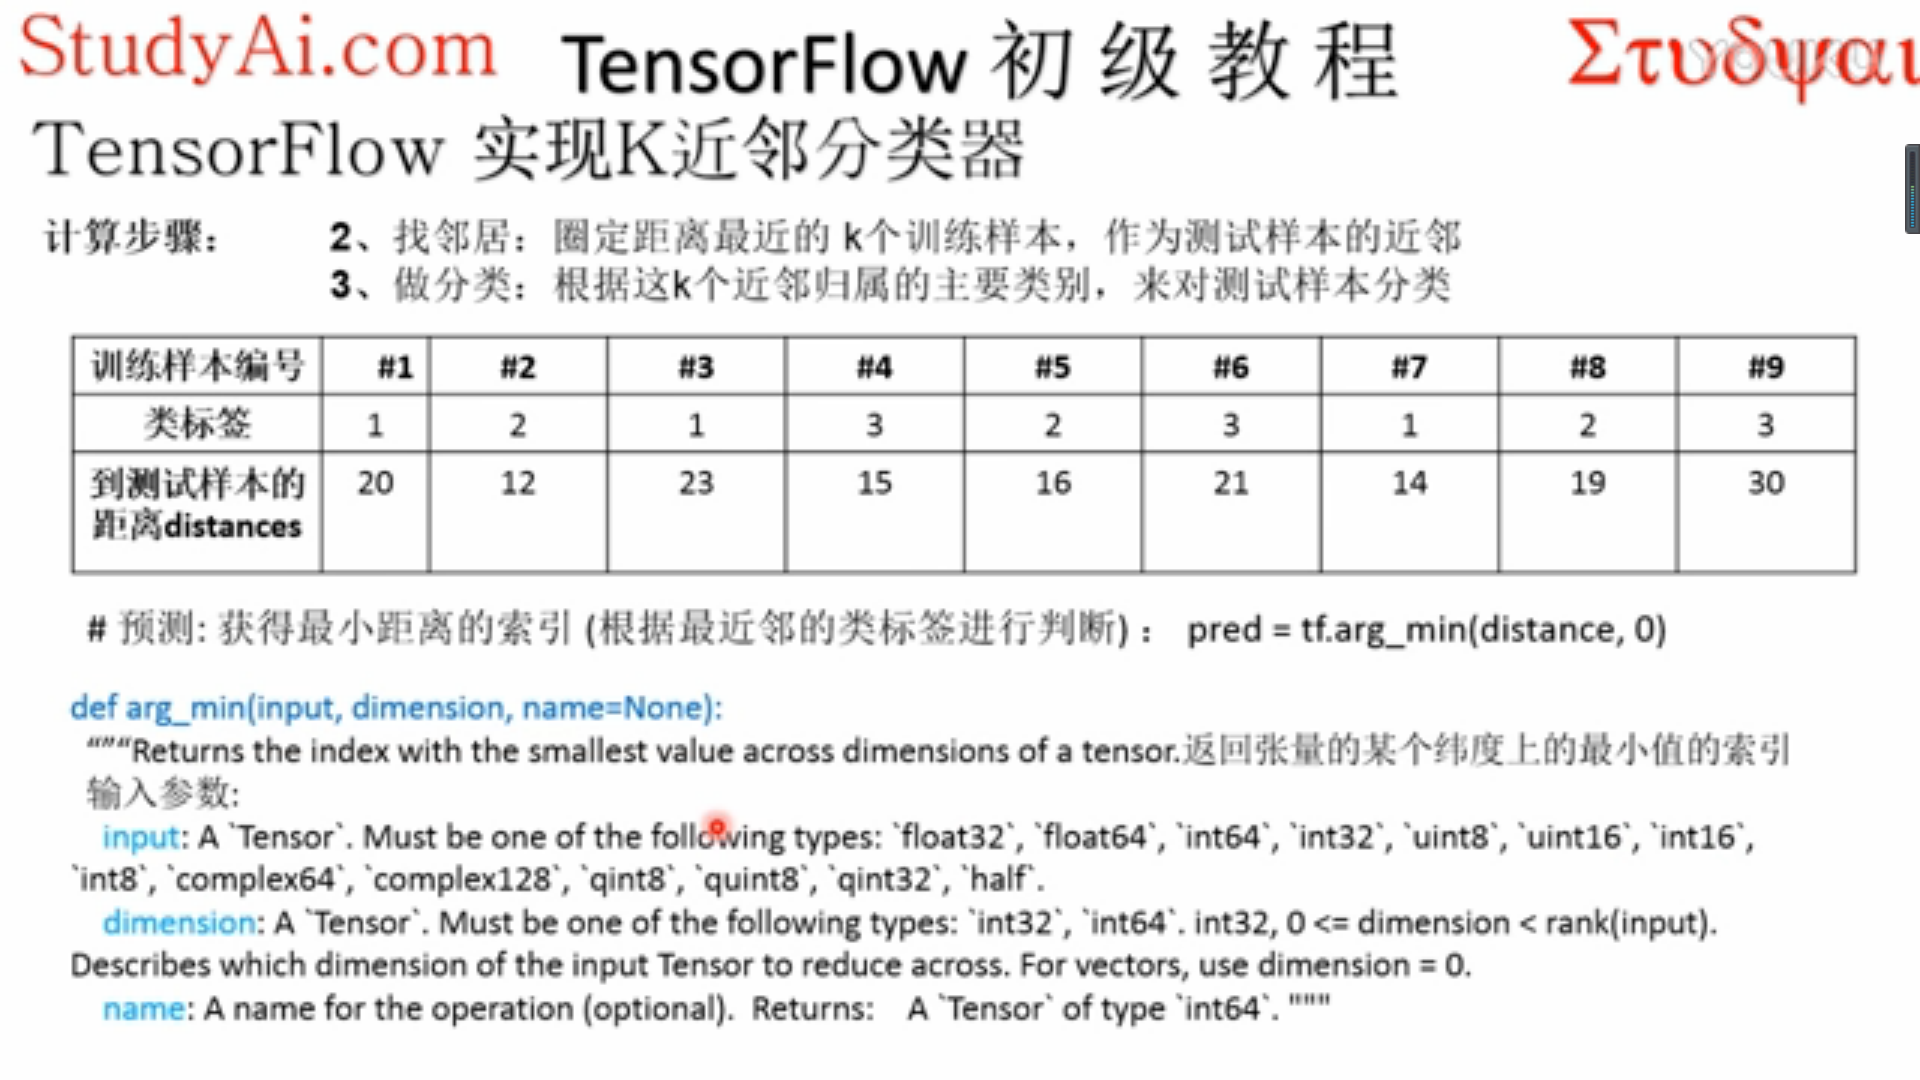 StudyAi.com TensorFlow 初 级 教 程 Στυδψαι
TensorFlow 实现K近邻分类器
计算步骤： 2、找邻居：圈定距离最近的 k个训练样本，作为测试样本的近邻
3、做分类：根据这k个近邻归属的主要类别，来对测试样本分类
训练样本编号 #1 #2 #3 #4 #5 #6 #7 #8 #9
类标签 1 2 1 3 2 3 1 2 3
到测试样本的 20 12 23 15 16 21 14 19 30
距离distances
# 预测: 获得最小距离的索引 (根据最近邻的类标签进行判断) ： pred = tf.arg_min(distance, 0)
def arg_min(input, dimension, name=None):
“”“Returns the index with the smallest value across dimensions of a tensor.返回张量的某个纬度上的最小值的索引
输入参数:
input: A `Tensor`. Must be one of the following types: `float32`, `float64`, `int64`, `int32`, `uint8`, `uint16`, `int16`,
`int8`, `complex64`, `complex128`, `qint8`, `quint8`, `qint32`, `half`.
dimension: A `Tensor`. Must be one of the following types: `int32`, `int64`. int32, 0 <= dimension < rank(input).
Describes which dimension of the input Tensor to reduce across. For vectors, use dimension = 0.
name: A name for the operation (optional). Returns: A `Tensor` of type `int64`. """